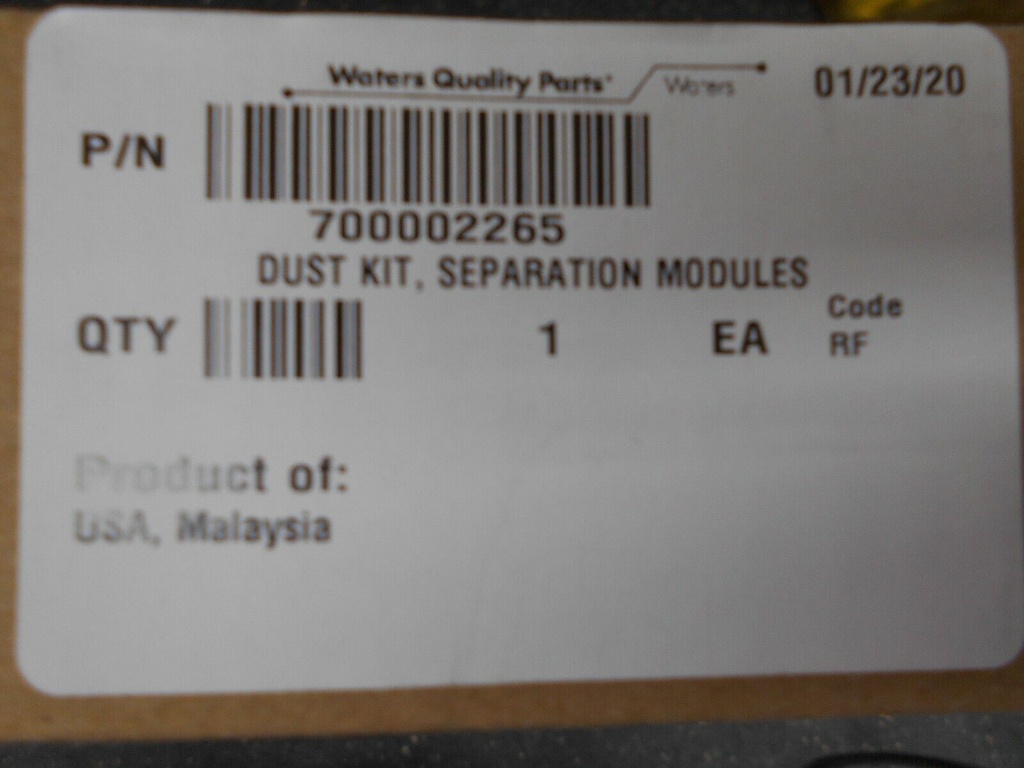 Waters Quality Parts
Waters
01/23/20
P/N
700002265
DUST KIT, SEPARATION MODULES
QTY 1 EA
Code
RF
Product of:
USA, Malaysia